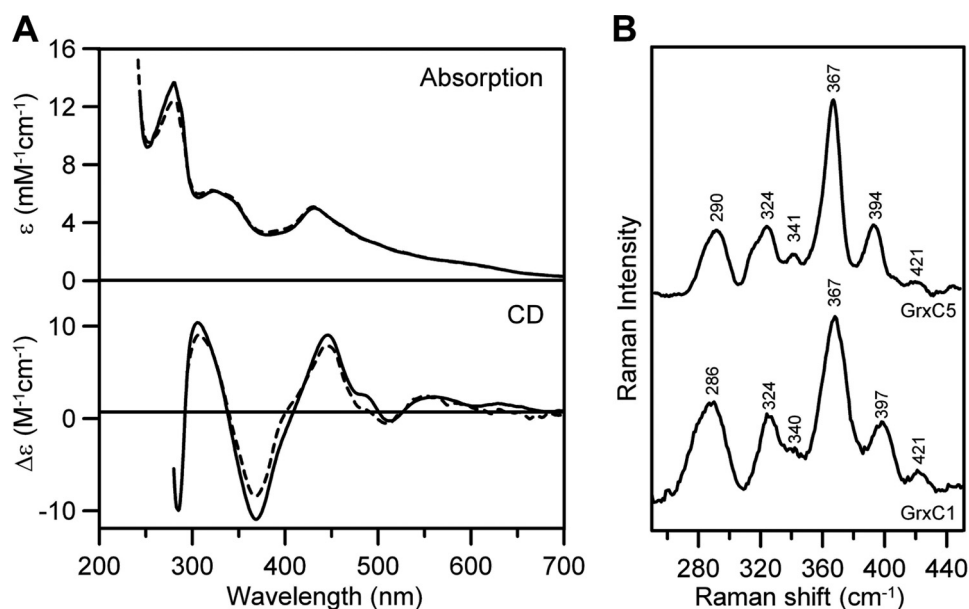 A
16
12
8
4
0
ε (mM⁻¹cm⁻¹)
Absorption
10
0
-10
Δε (M⁻¹cm⁻¹)
CD
200 300 400 500 600 700
Wavelength (nm)
B
367
290
324
341
394
421
GrxC5
367
286
324
340
397
421
GrxC1
Raman Intensity
280 320 360 400 440
Raman shift (cm⁻¹)